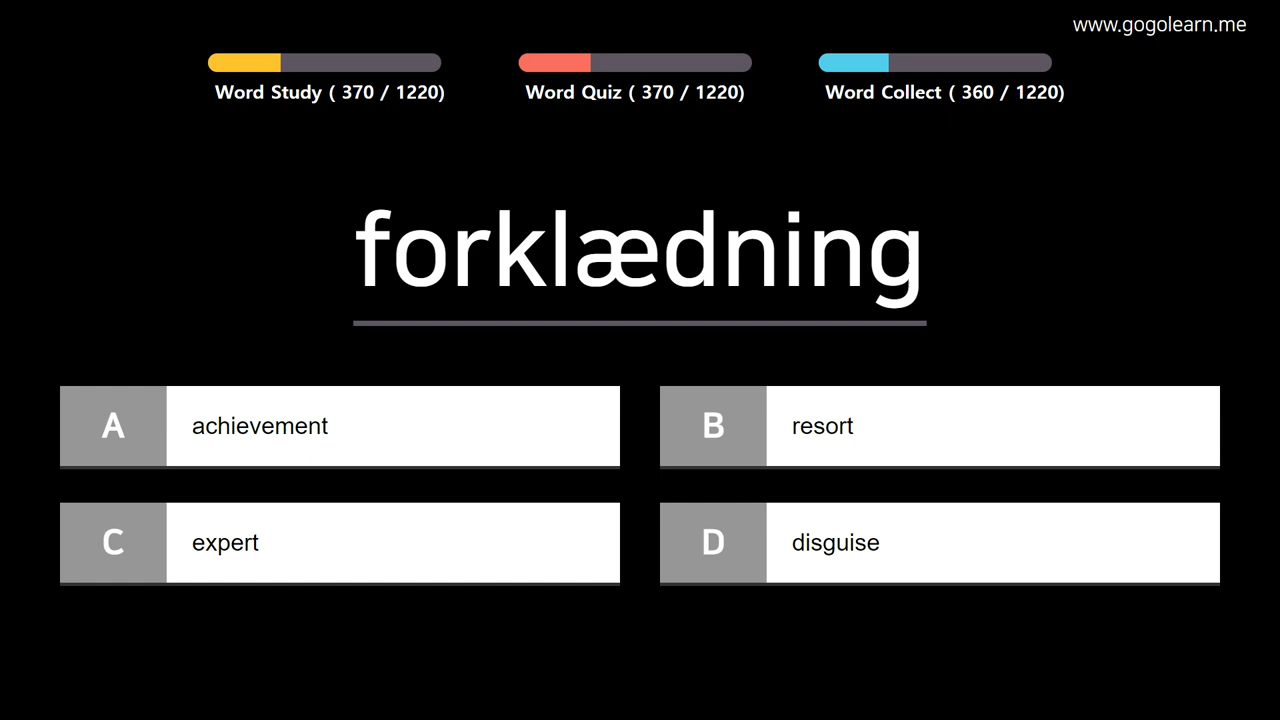 www.gogolearn.me
Word Study ( 370 / 1220)
Word Quiz ( 370 / 1220)
Word Collect ( 360 / 1220)
forklædning
A achievement
B resort
C expert
D disguise